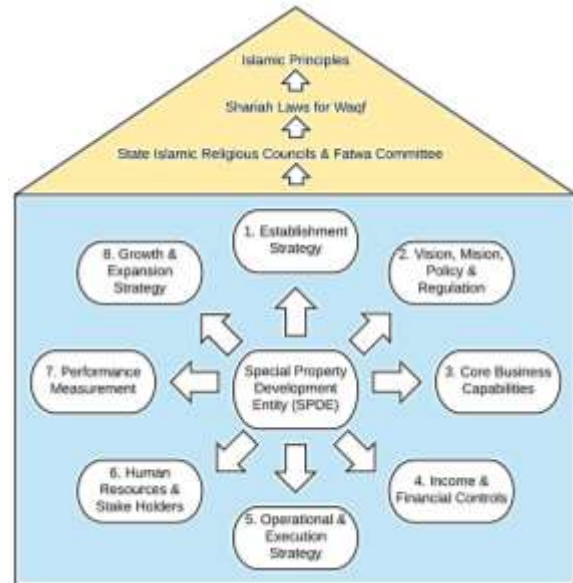 Islamic Principles
Shariah Laws for Waqf
State Islamic Religious Councils & Fatwa Committee
1. Establishment
Strategy
2. Vision, Mision,
Policy &
Regulation
3. Core Business
Capabilities
4. Income &
Financial Controls
5. Operational &
Execution
Strategy
6. Human
Resources &
Stake Holders
7. Performance
Measurement
8. Growth &
Expansion
Strategy
Special Property
Development
Entity (SPDE)